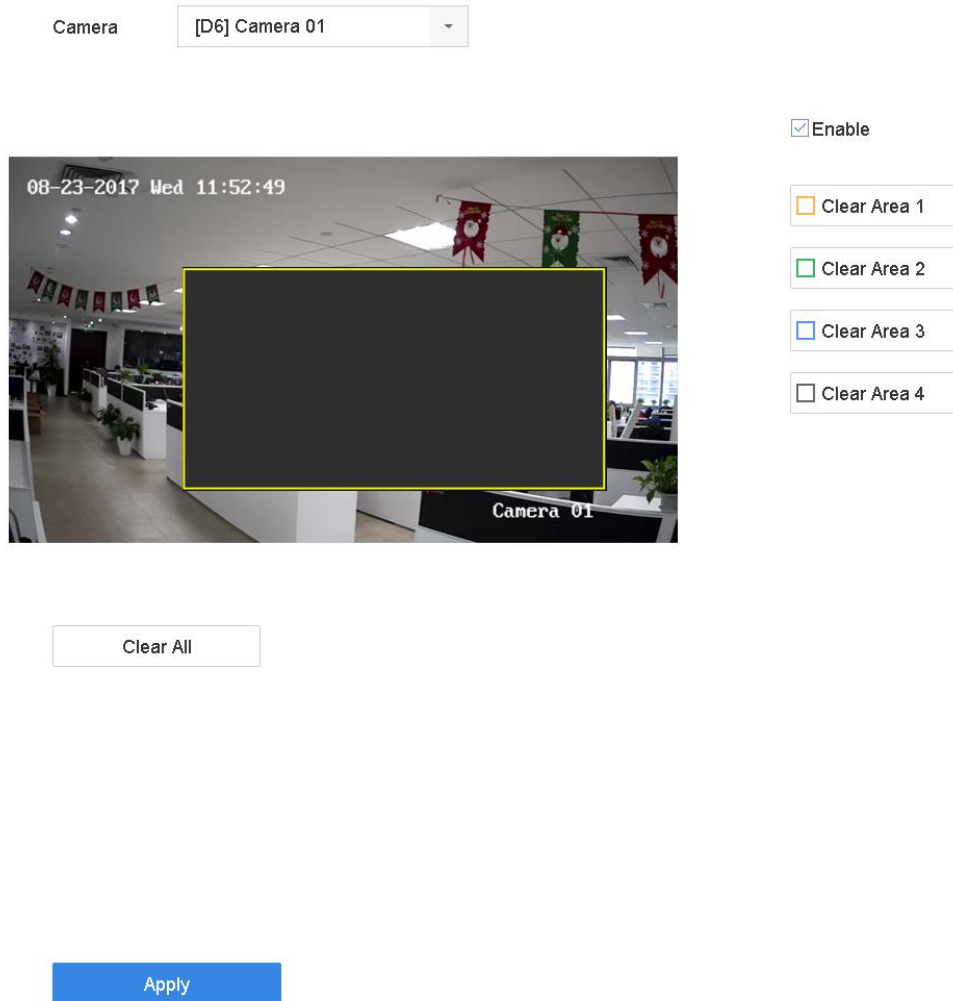 Camera
[D6] Camera 01
Enable
08-23-2017 Wed 11:52:49
Clear Area 1
Clear Area 2
Clear Area 3
Clear Area 4
Camera 01
Clear All
Apply